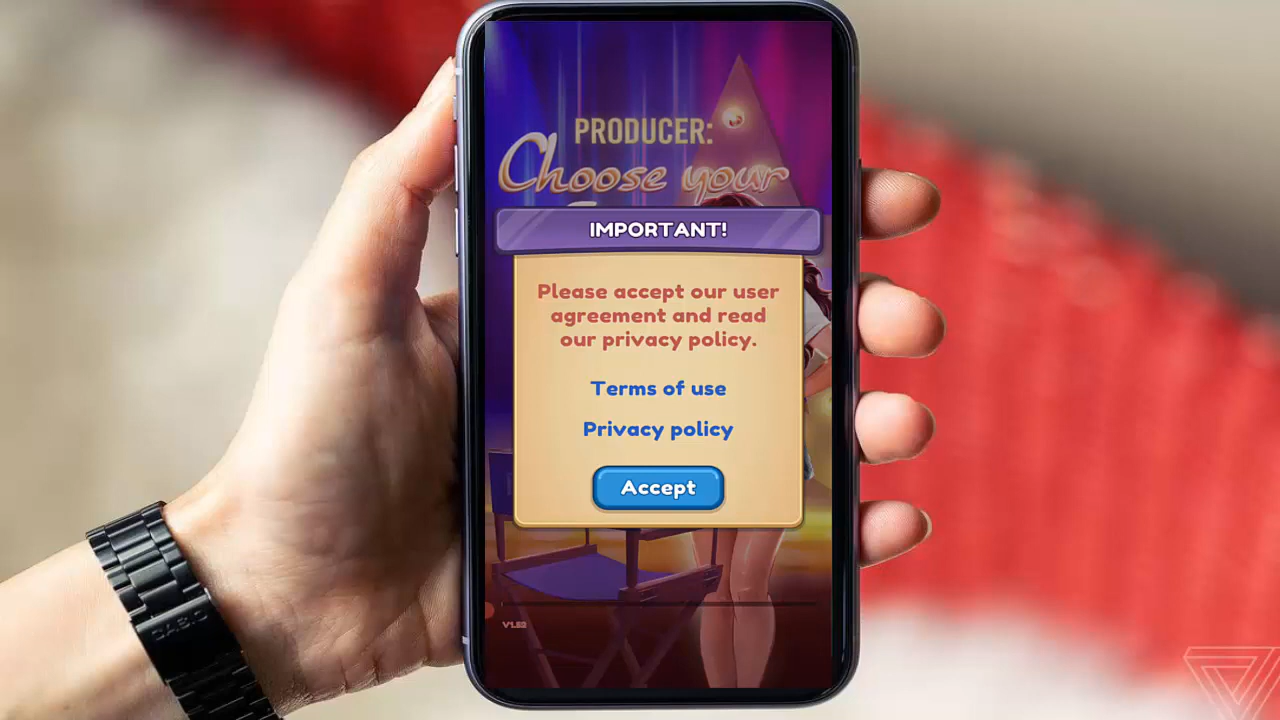 PRODUCER:
Choose your
IMPORTANT!
Please accept our user
agreement and read
our privacy policy.
Terms of use
Privacy policy
Accept
V1.52